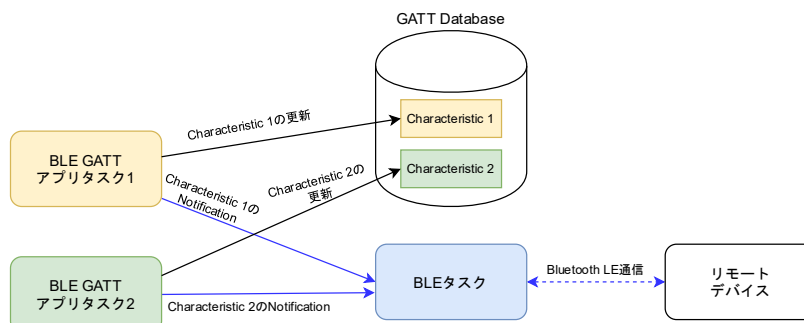 GATT Database
Characteristic 1
Characteristic 2
Characteristic 1の更新
BLE GATT
アプリタスク1
Characteristic 1の
Notification
Characteristic 2の
更新
BLE GATT
アプリタスク2
Characteristic 2のNotification
BLEタスク
Bluetooth LE通信
リモート
デバイス